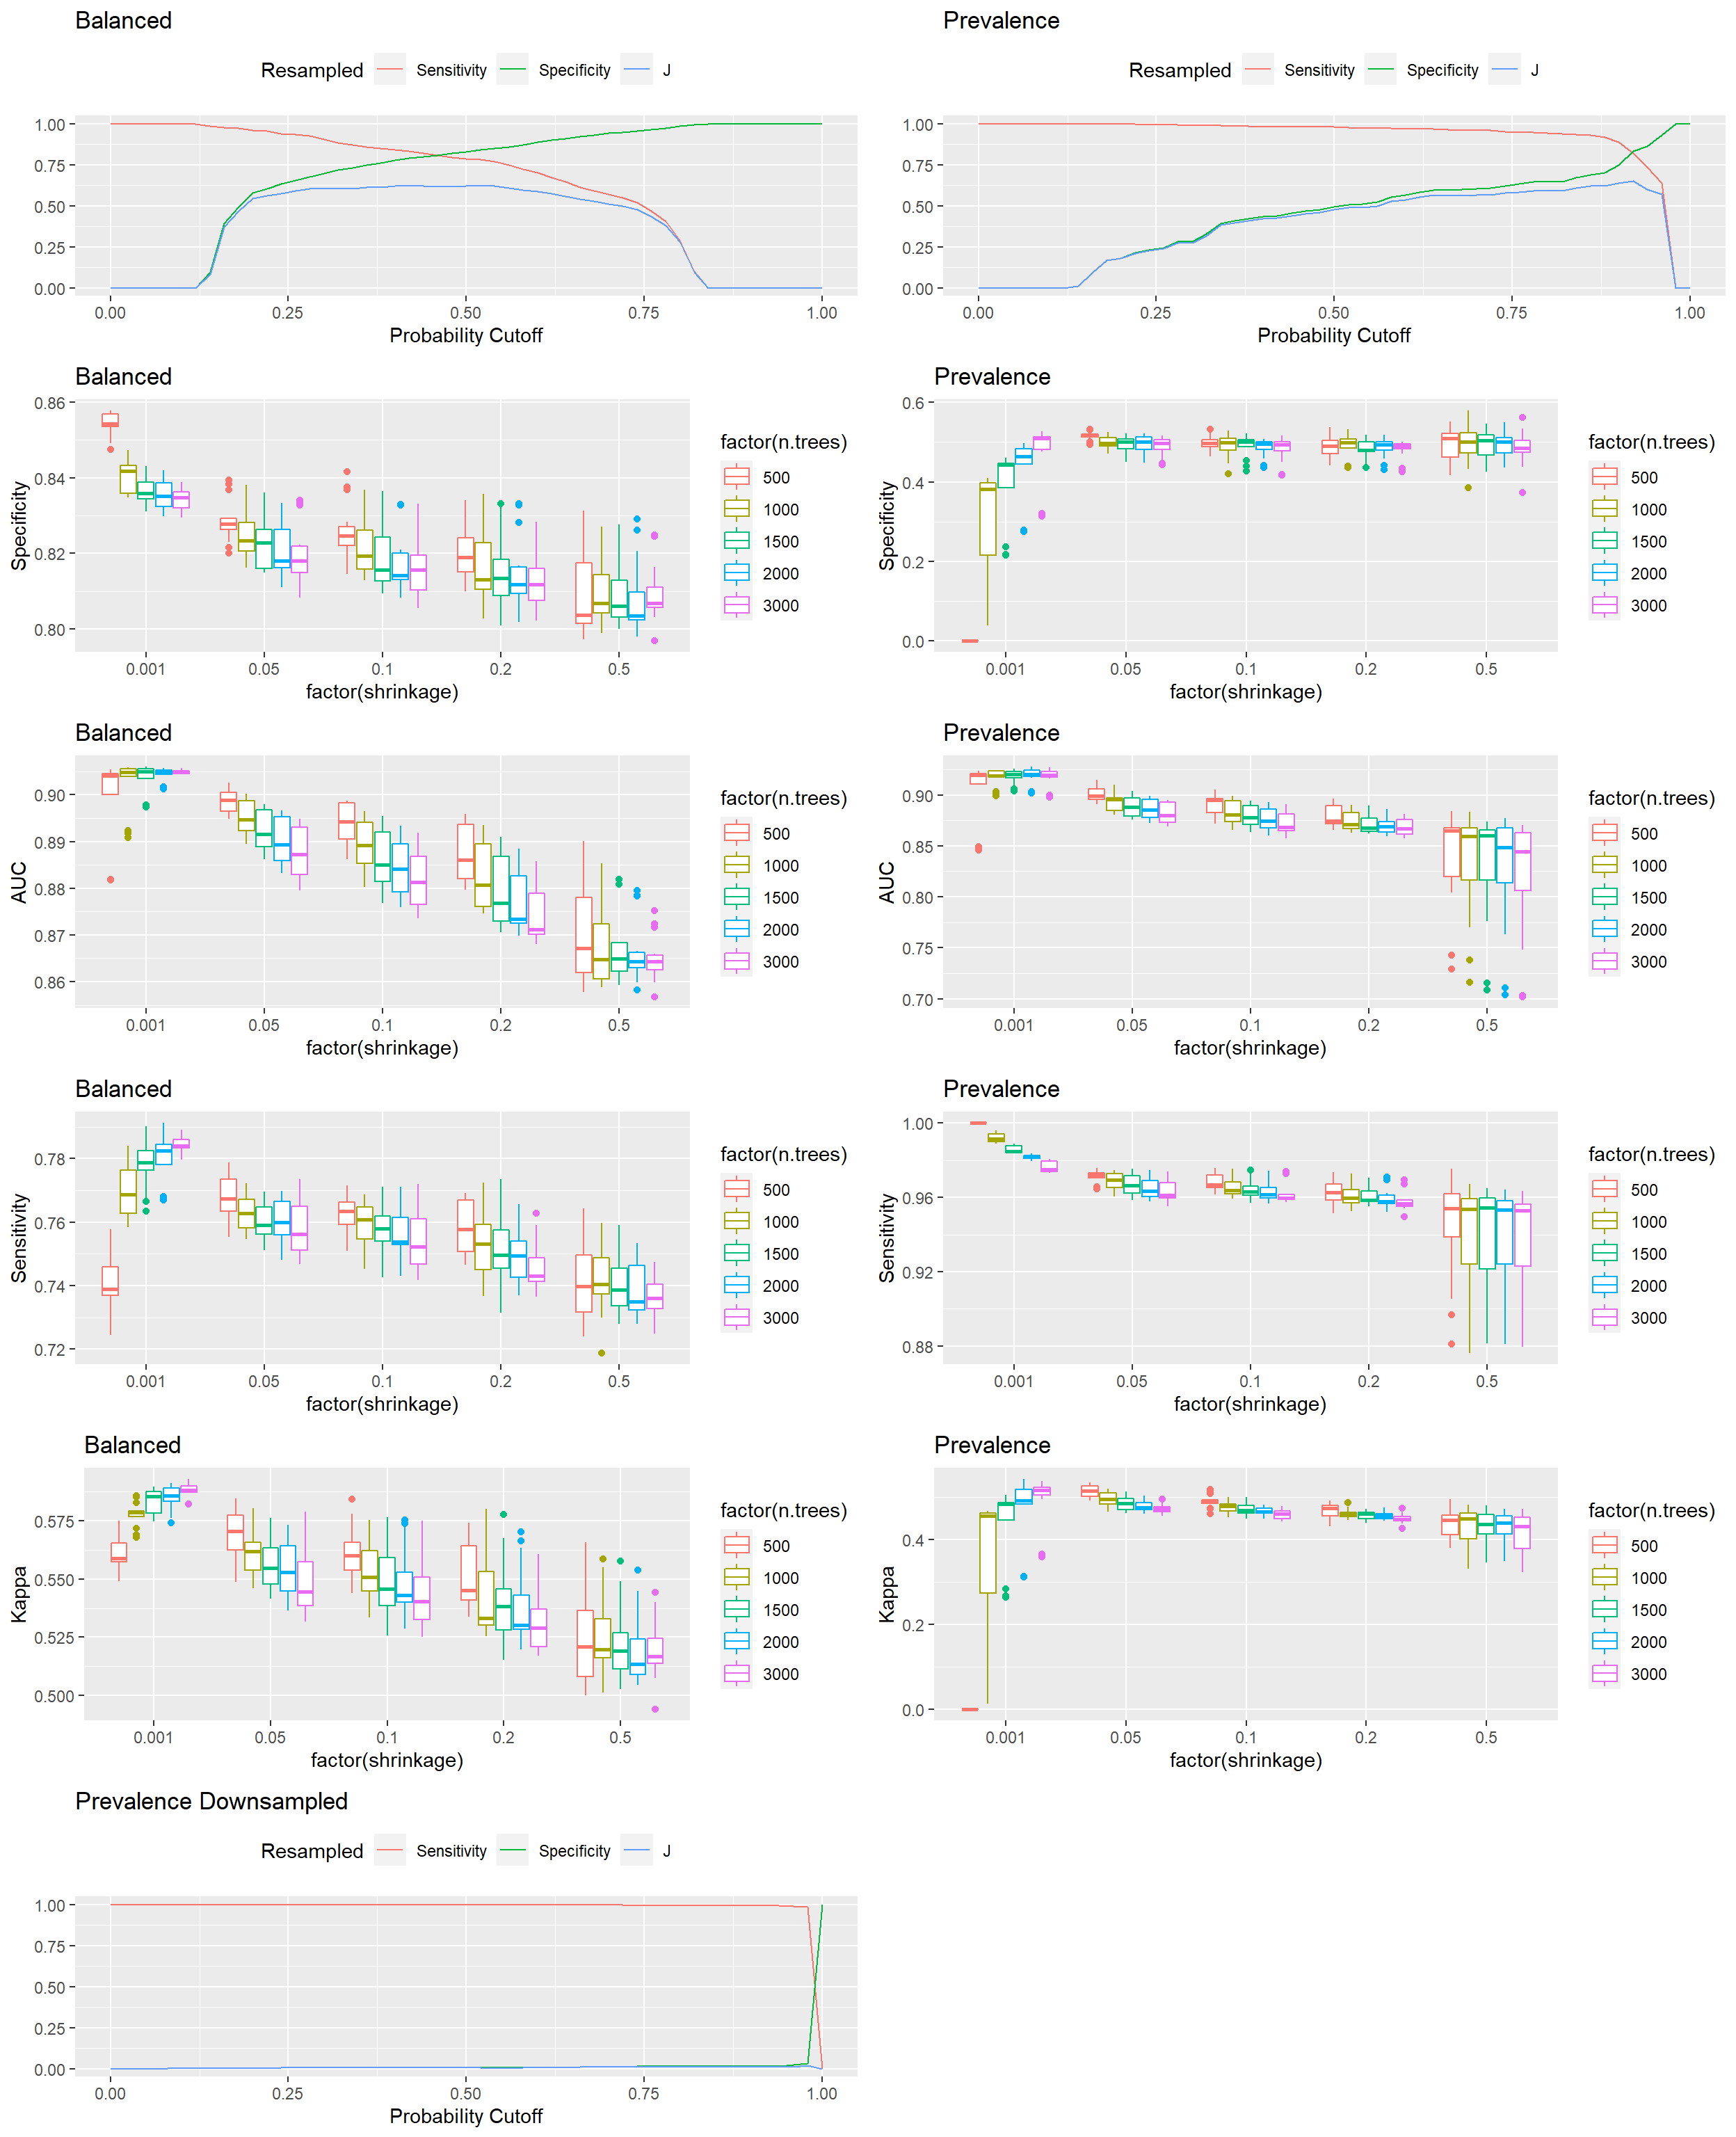 Balanced
Resampled Sensitivity Specificity J
1.00
0.75
0.50
0.25
0.00
0.00 0.25 0.50 0.75 1.00
Probability Cutoff
Prevalence
Resampled Sensitivity Specificity J
1.00
0.75
0.50
0.25
0.00
0.00 0.25 0.50 0.75 1.00
Probability Cutoff
Balanced
Specificity
0.86
0.84
0.82
0.80
0.001 0.05 0.1 0.2 0.5
factor(shrinkage)
factor(n.trees)
500
1000
1500
2000
3000
Prevalence
Specificity
0.6
0.4
0.2
0.0
0.001 0.05 0.1 0.2 0.5
factor(shrinkage)
factor(n.trees)
500
1000
1500
2000
3000
Balanced
AUC
0.90
0.89
0.88
0.87
0.86
0.001 0.05 0.1 0.2 0.5
factor(shrinkage)
factor(n.trees)
500
1000
1500
2000
3000
Prevalence
AUC
0.90
0.85
0.80
0.75
0.70
0.001 0.05 0.1 0.2 0.5
factor(shrinkage)
factor(n.trees)
500
1000
1500
2000
3000
Balanced
Sensitivity
0.78
0.76
0.74
0.72
0.001 0.05 0.1 0.2 0.5
factor(shrinkage)
factor(n.trees)
500
1000
1500
2000
3000
Prevalence
Sensitivity
1.00
0.96
0.92
0.88
0.001 0.05 0.1 0.2 0.5
factor(shrinkage)
factor(n.trees)
500
1000
1500
2000
3000
Balanced
Kappa
0.575
0.550
0.525
0.500
0.001 0.05 0.1 0.2 0.5
factor(shrinkage)
factor(n.trees)
500
1000
1500
2000
3000
Prevalence
Kappa
0.4
0.2
0.0
0.001 0.05 0.1 0.2 0.5
factor(shrinkage)
factor(n.trees)
500
1000
1500
2000
3000
Prevalence Downsampled
Resampled Sensitivity Specificity J
1.00
0.75
0.50
0.25
0.00
0.00 0.25 0.50 0.75 1.00
Probability Cutoff